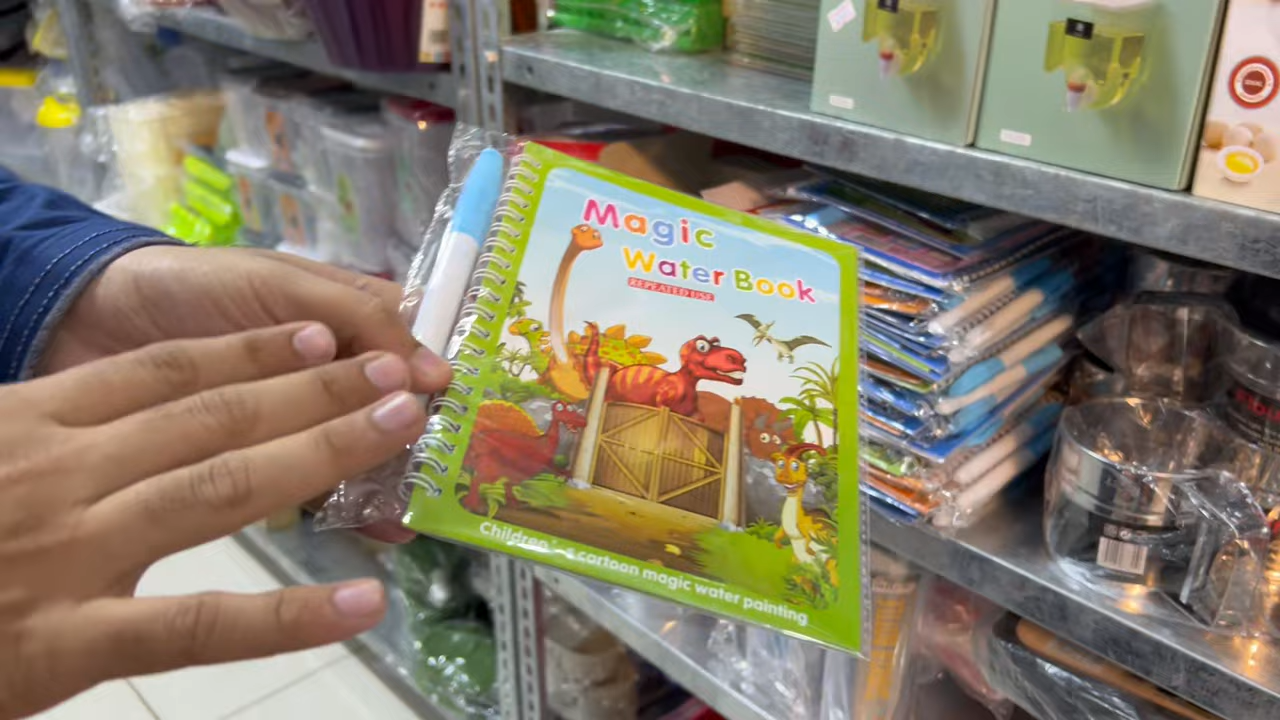 Magic
Water Book
REPEATED USE
Children's cartoon magic water painting